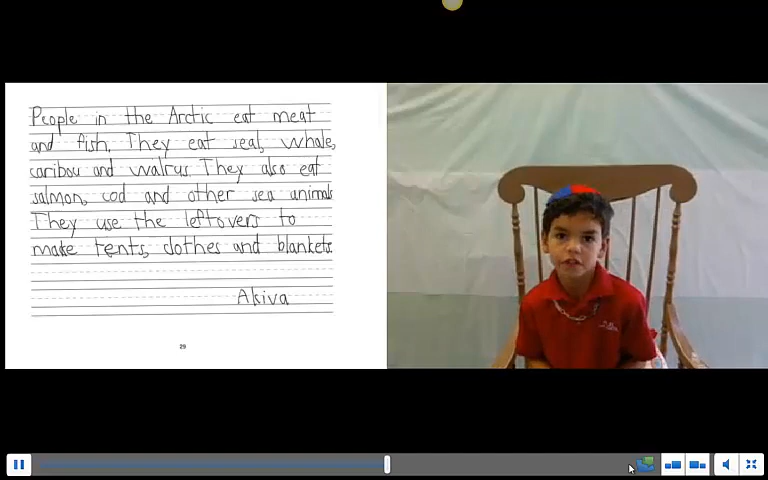 People in the Arctic eat meat
and fish. They eat seal, whale,
caribou and walrus. They also eat
salmon, cod and other sea animals
They use the leftovers to
make tents, clothes and blankets.
Akiva
29